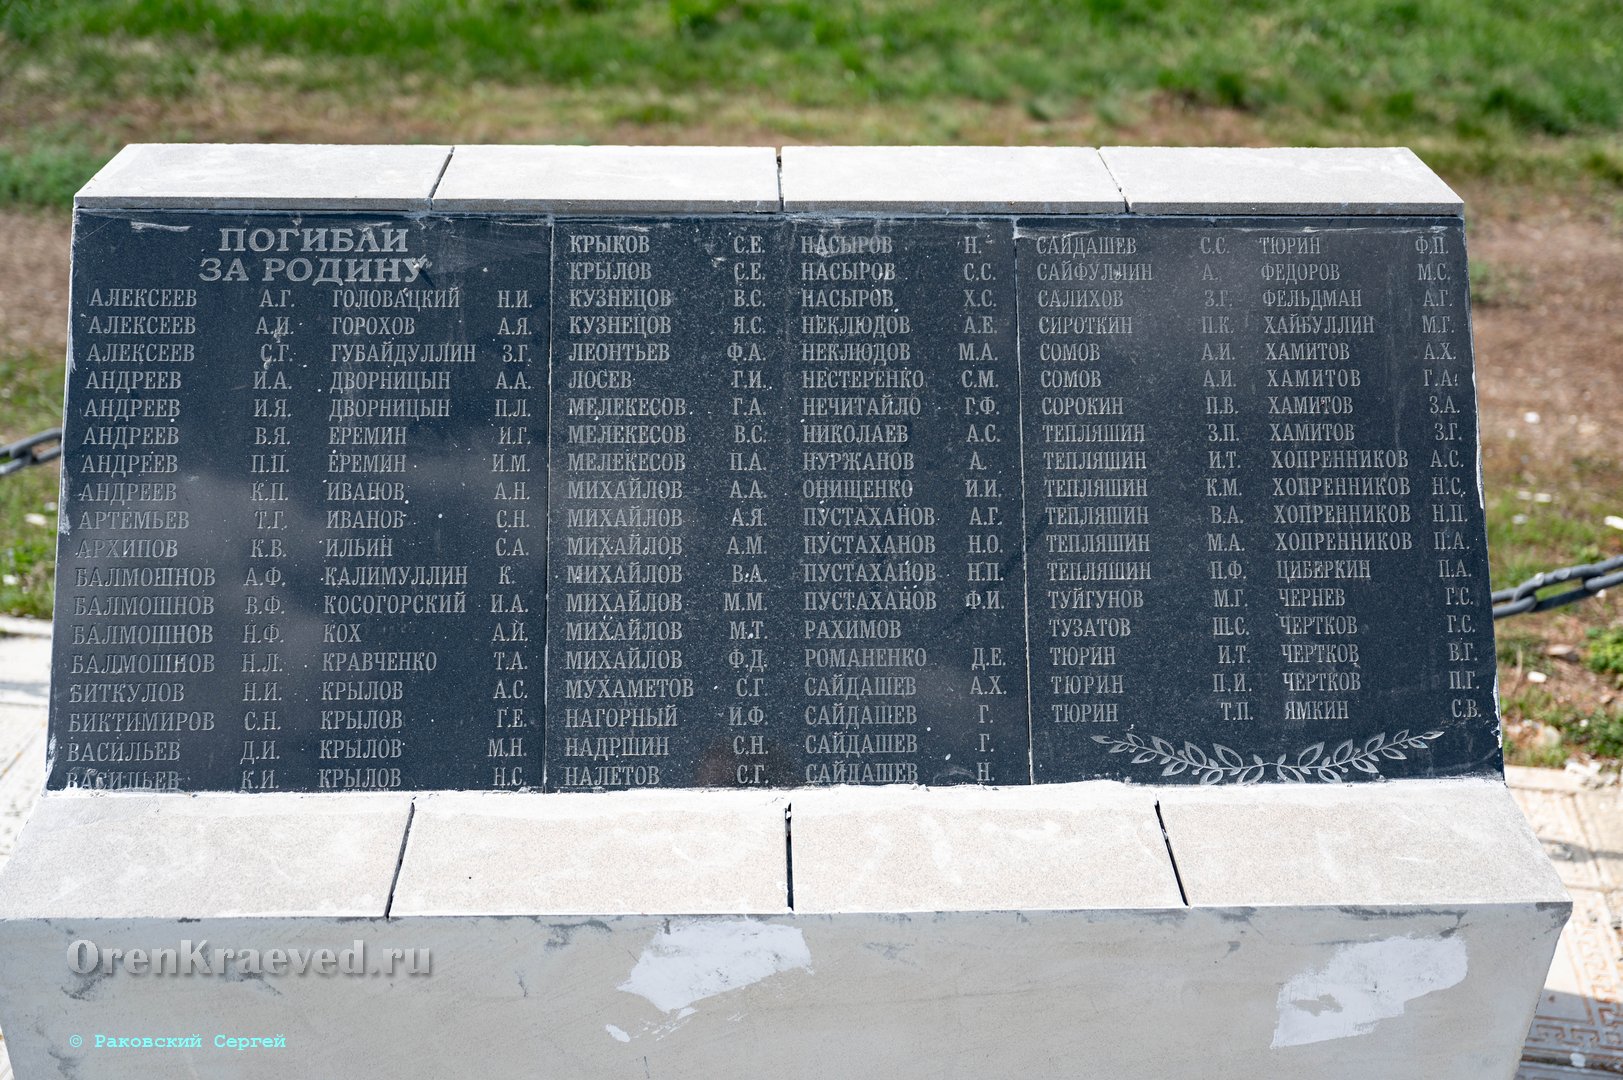 ПОГИБЛИ
ЗА РОДИНУ
АЛЕКСЕЕВ А.Г.
АЛЕКСЕЕВ А.И.
АЛЕКСЕЕВ С.Г.
АНДРЕЕВ И.А.
АНДРЕЕВ И.Я.
АНДРЕЕВ В.Я.
АНДРЕЕВ П.П.
АНДРЕЕВ К.П.
АРТЕМЬЕВ Т.Г.
АРХИПОВ К.В.
БАЛМОШНОВ А.Ф.
БАЛМОШНОВ В.Ф.
БАЛМОШНОВ Н.Ф.
БАЛМОШНОВ Н.Л.
БИТКУЛОВ Н.И.
БИКТИМИРОВ С.Н.
ВАСИЛЬЕВ Д.И.
ВАСИЛЬЕВ К.И.
ГОЛОВАЦКИЙ Н.И.
ГОРОХОВ А.Я.
ГУБАЙДУЛЛИН З.Г.
ДВОРНИЦЫН А.А.
ДВОРНИЦЫН П.Л.
ЕРЕМИН И.Г.
ЕРЕМИН И.М.
ИВАНОВ А.Н.
ИВАНОВ С.Н.
ИЛЬИН С.А.
КАЛИМУЛЛИН К.
КОСОГОРСКИЙ И.А.
КОХ А.И.
КРАВЧЕНКО Т.А.
КРЫЛОВ А.С.
КРЫЛОВ Г.Е.
КРЫЛОВ М.Н.
КРЫЛОВ Н.С.
КРЫКОВ С.Е.
КРЫЛОВ С.Е.
КУЗНЕЦОВ В.С.
КУЗНЕЦОВ Я.С.
ЛЕОНТЬЕВ Ф.А.
ЛОСЕВ Г.И.
МЕЛЕКЕСОВ Г.А.
МЕЛЕКЕСОВ В.С.
МЕЛЕКЕСОВ П.А.
МИХАЙЛОВ А.А.
МИХАЙЛОВ А.Я
МИХАЙЛОВ А.М
МИХАЙЛОВ В.А.
МИХАЙЛОВ М.М
МИХАЙЛОВ М.Т.
МИХАЙЛОВ Ф.Д.
МУХАМЕТОВ С.Г.
НАГОРНЫЙ И.Ф.
НАДРШИН С.Н.
НАЛЕТОВ С.Г.
НАСЫРОВ Н.
НАСЫРОВ С.С.
НАСЫРОВ Х.С.
НЕКЛЮДОВ А.Е.
НЕКЛЮДОВ М.А.
НЕСТЕРЕНКО С.М.
НЕЧИТАЙЛО Г.Ф.
НИКОЛАЕВ А.С.
НУРЖАНОВ А.
ОНИЩЕНКО И.И.
ПУСТАХАНОВ А.Г.
ПУСТАХАНОВ Н.О.
ПУСТАХАНОВ Н.П.
ПУСТАХАНОВ Ф.И.
РАХИМОВ
РОМАНЕНКО Д.Е.
САЙДАШЕВ А.Х.
САЙДАШЕВ Г.
САЙДАШЕВ Г.
САЙДАШЕВ Н.
САЙДАШЕВ С.С.
САЙФУЛЛИН А.
САЛИХОВ З.Г.
СИРОТКИН П.К.
СОМОВ А.И.
СОМОВ А.И.
СОРОКИН П.В.
ТЕПЛЯШИН З.П.
ТЕПЛЯШИН И.Т.
ТЕПЛЯШИН К.М.
ТЕПЛЯШИН В.А.
ТЕПЛЯШИН М.А.
ТЕПЛЯШИН П.Ф.
ТУЙГУНОВ М.Г.
ТУЗАТОВ Ш.С.
ТЮРИН И.Т.
ТЮРИН П.И.
ТЮРИН Т.П.
ТЮРИН Ф.П.
ФЕДОРОВ М.С.
ФЕЛЬДМАН А.Г.
ХАЙБУЛЛИН М.Г.
ХАМИТОВ А.Х.
ХАМИТОВ Г.А.
ХАМИТОВ З.А.
ХАМИТОВ З.Г.
ХОПРЕННИКОВ А.С.
ХОПРЕННИКОВ Н.С.
ХОПРЕННИКОВ Н.П.
ХОПРЕННИКОВ П.А.
ЦИБЕРКИН П.А.
ЧЕРНЕВ Г.С.
ЧЕРТКОВ Г.С.
ЧЕРТКОВ В.Г.
ЧЕРТКОВ П.Г.
ЯМКИН С.В.
OrenKraeved.ru
© Раковский Сергей